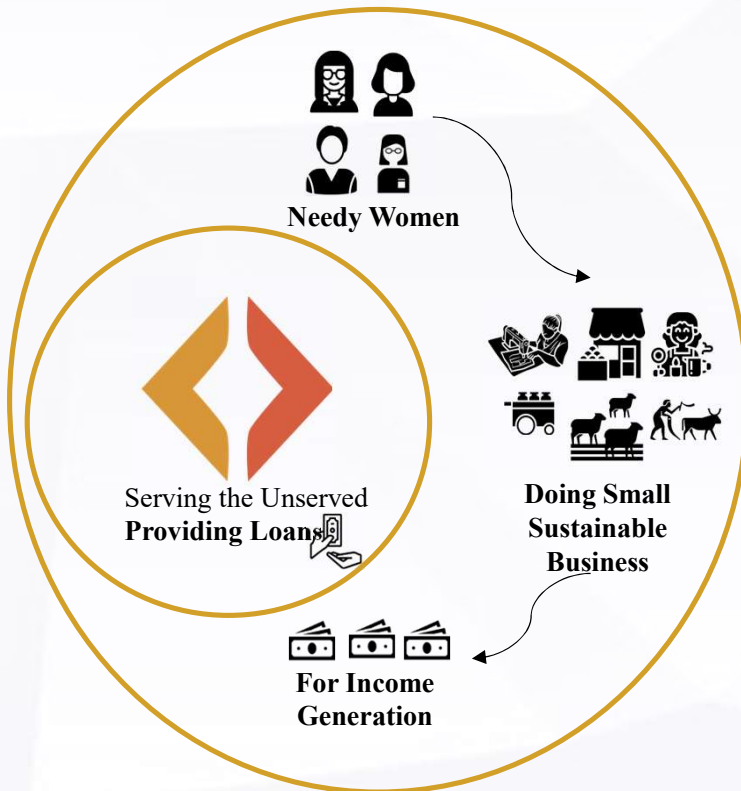 Needy Women
Serving the Unserved
Providing Loans
Doing Small
Sustainable
Business
For Income
Generation